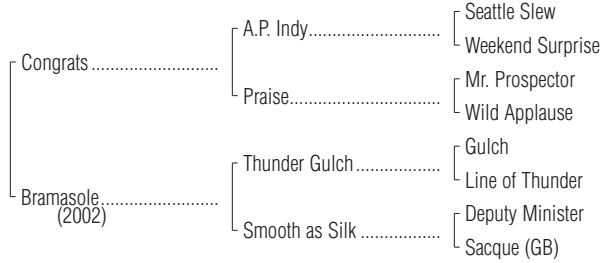 Seattle Slew
A.P. Indy..................................
Weekend Surprise
Congrats .................................
Mr. Prospector
Praise.......................................
Wild Applause
Gulch
Thunder Gulch .....................
Line of Thunder
Bramasole..............................
(2002)
Deputy Minister
Smooth as Silk ....................
Sacque (GB)